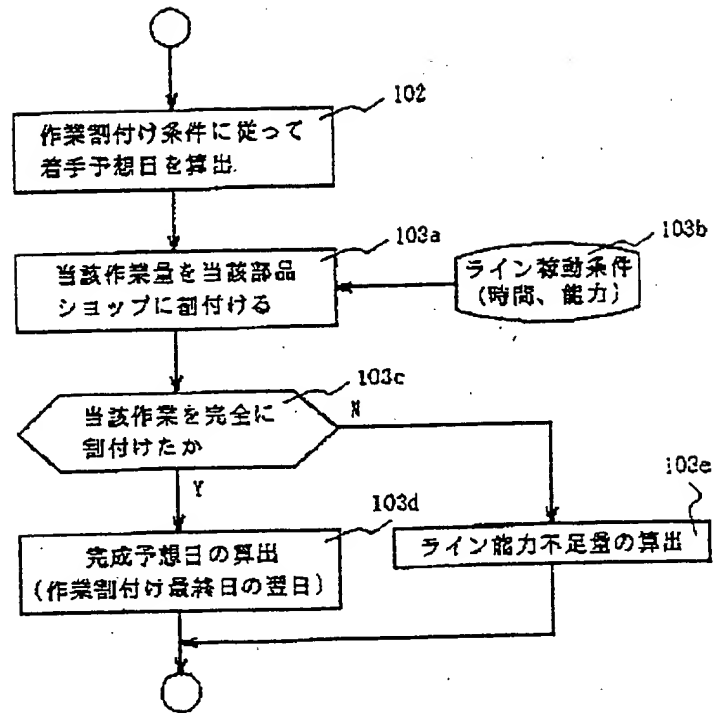 102
作業割付け条件に従って
着手予想日を算出
103a
当該作業量を当該部品
ショップに割付ける
103b
ライン稼動条件
(時間、能力)
103c
当該作業を完全に
割付けたか
N
Y
103d
完成予想日の算出
(作業割付け最終日の翌日)
103e
ライン能力不足量の算出